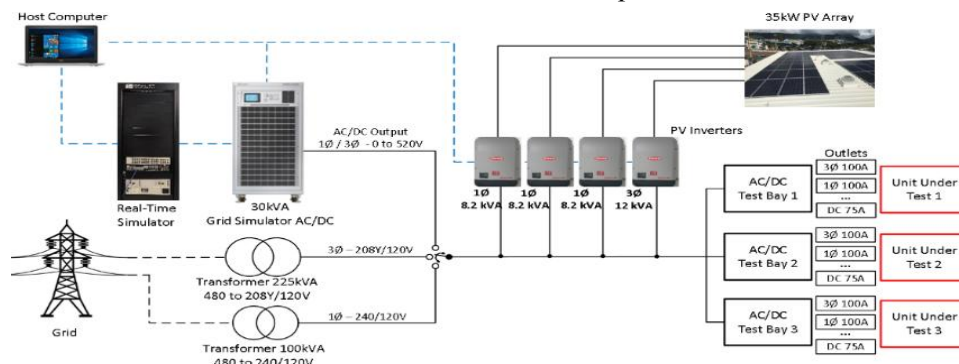 Host Computer
35kW PV Array
AC/DC Output
1Ø / 3Ø - 0 to 520V
PV Inverters
Real-Time
Simulator
30kVA
Grid Simulator AC/DC
1Ø
8.2 kVA
1Ø
8.2 kVA
1Ø
8.2 kVA
3Ø
12 kVA
Outlets
AC/DC
Test Bay 1
3Ø 100A
1Ø 100A
...
DC 75A
Unit Under
Test 1
3Ø – 208Y/120V
Transformer 225kVA
480 to 208Y/120V
AC/DC
Test Bay 2
3Ø 100A
1Ø 100A
...
DC 75A
Unit Under
Test 2
Grid
1Ø – 240/120V
Transformer 100kVA
480 to 240/120V
AC/DC
Test Bay 3
3Ø 100A
1Ø 100A
...
DC 75A
Unit Under
Test 3